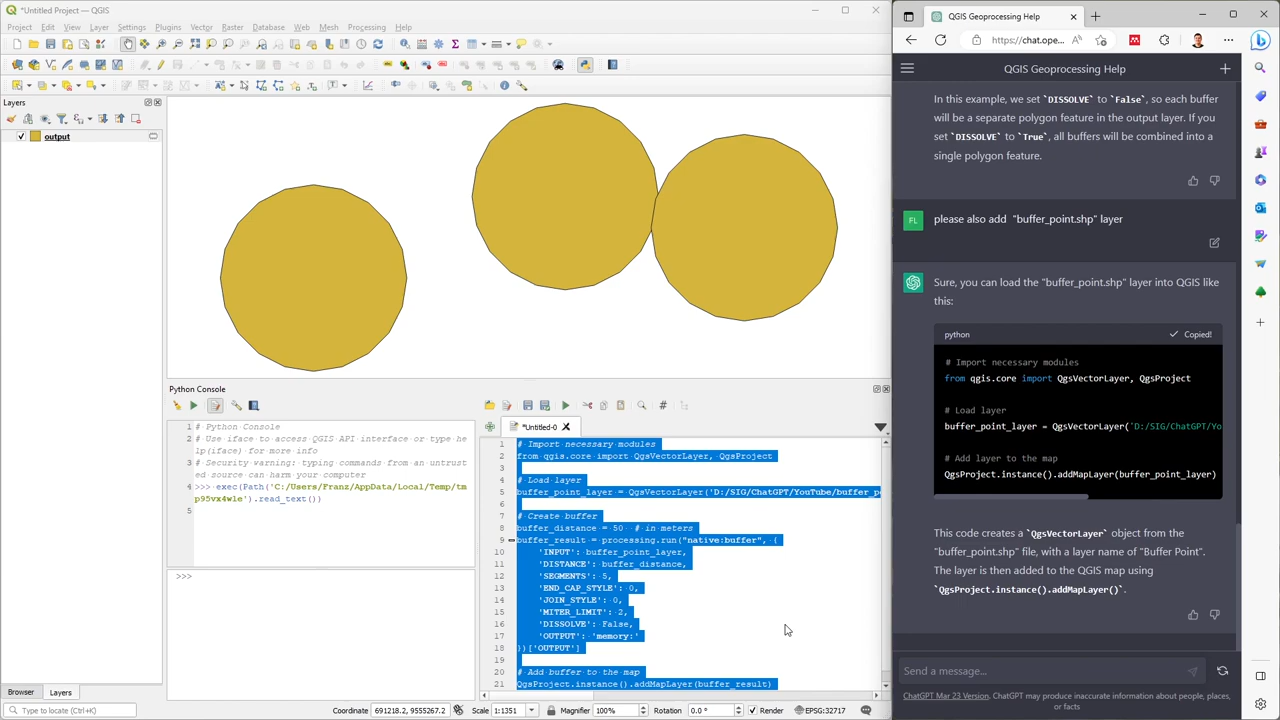 *Untitled Project — QGIS
Project Edit View Layer Settings Plugins Vector Raster Database Web Mesh Processing Help
Layers
output
Browser Layers
Type to locate (Ctrl+K)
Python Console
1 # Python Console
2 # Use iface to access QGIS API interface or type he
lp(iface) for more info
3 # Security warning: typing commands from an untrust
ed source can harm your computer
4 >>> exec(Path('C:/Users/Franz/AppData/Local/Temp/tm
p95vx4wle').read_text())
5
>>>
*Untitled-0
1 # Import necessary modules
2 from qgis.core import QgsVectorLayer, QgsProject
3
4 # Load layer
5 buffer_point_layer = QgsVectorLayer('D:/SIG/ChatGPT/YouTube/buffer_po
6
7 # Create buffer
8 buffer_distance = 50 # in meters
9 buffer_result = processing.run("native:buffer", {
10 'INPUT': buffer_point_layer,
11 'DISTANCE': buffer_distance,
12 'SEGMENTS': 5,
13 'END_CAP_STYLE': 0,
14 'JOIN_STYLE': 0,
15 'MITER_LIMIT': 2,
16 'DISSOLVE': False,
17 'OUTPUT': 'memory:'
18 })['OUTPUT']
19
20 # Add buffer to the map
21 QgsProject.instance().addMapLayer(buffer_result)
Coordinate 691218.2, 9555267.2 Scale 1:1351 Magnifier 100% Rotation 0.0 ° Render EPSG:32717
QGIS Geoprocessing Help
https://chat.ope...
QGIS Geoprocessing Help
In this example, we set `DISSOLVE` to `False`, so each buffer
will be a separate polygon feature in the output layer. If you
set `DISSOLVE` to `True`, all buffers will be combined into a
single polygon feature.
FL please also add "buffer_point.shp" layer
Sure, you can load the "buffer_point.shp" layer into QGIS like
this:
python Copied!
# Import necessary modules
from qgis.core import QgsVectorLayer, QgsProject
# Load layer
buffer_point_layer = QgsVectorLayer('D:/SIG/ChatGPT/Yo
# Add layer to the map
QgsProject.instance().addMapLayer(buffer_point_layer)
This code creates a `QgsVectorLayer` object from the
"buffer_point.shp" file, with a layer name of "Buffer Point".
The layer is then added to the QGIS map using
`QgsProject.instance().addMapLayer()`.
Send a message...
ChatGPT Mar 23 Version. ChatGPT may produce inaccurate information about people, places,
or facts